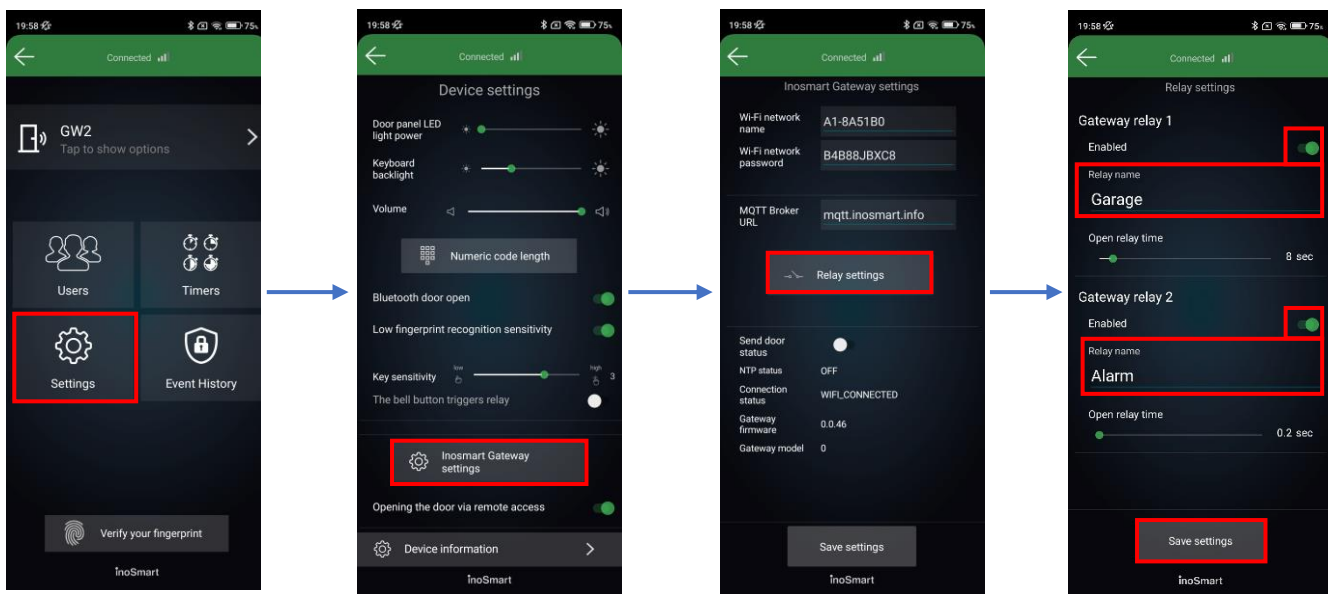 19:58
75%
Connected
GW2
Tap to show options
Users
Timers
Settings
Event History
Verify your fingerprint
inoSmart
19:58
75%
Connected
Device settings
Door panel LED
light power
Keyboard
backlight
Volume
Numeric code length
Bluetooth door open
Low fingerprint recognition sensitivity
low
high
Key sensitivity
3
The bell button triggers relay
Inosmart Gateway
settings
Opening the door via remote access
Device information
inoSmart
19:58
75%
Connected
Inosmart Gateway settings
Wi-Fi network
name
A1-8A51B0
Wi-Fi network
password
B4B88JBXC8
MQTT Broker
URL
mqtt.inosmart.info
Relay settings
Send door
status
NTP status
OFF
Connection
status
WIFI_CONNECTED
Gateway
firmware
0.0.46
Gateway model
0
Save settings
inoSmart
19:58
75%
Connected
Relay settings
Gateway relay 1
Enabled
Relay name
Garage
Open relay time
8 sec
Gateway relay 2
Enabled
Relay name
Alarm
Open relay time
0.2 sec
Save settings
inoSmart